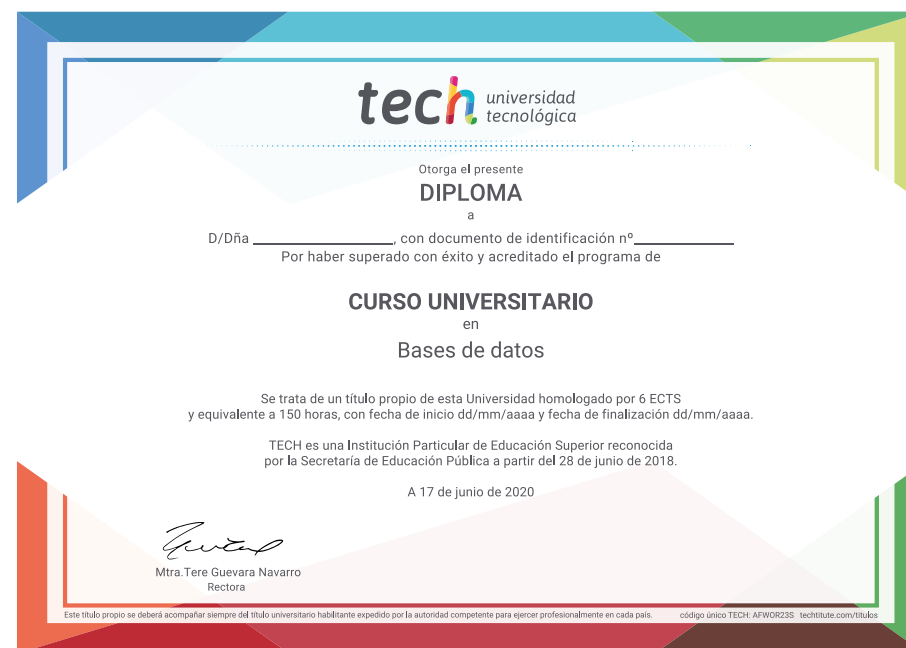 tech universidad
tecnológica
Otorga el presente
DIPLOMA
a
D/Dña ____________________, con documento de identificación nº______________
Por haber superado con éxito y acreditado el programa de
CURSO UNIVERSITARIO
en
Bases de datos
Se trata de un título propio de esta Universidad homologado por 6 ECTS
y equivalente a 150 horas, con fecha de inicio dd/mm/aaaa y fecha de finalización dd/mm/aaaa.
TECH es una Institución Particular de Educación Superior reconocida
por la Secretaría de Educación Pública a partir del 28 de junio de 2018.
A 17 de junio de 2020
Mtra.Tere Guevara Navarro
Rectora
Este título propio se deberá acompañar siempre del título universitario habilitante expedido por la autoridad competente para ejercer profesionalmente en cada país. código único TECH: AFWOR23S techtitute.com/titulos